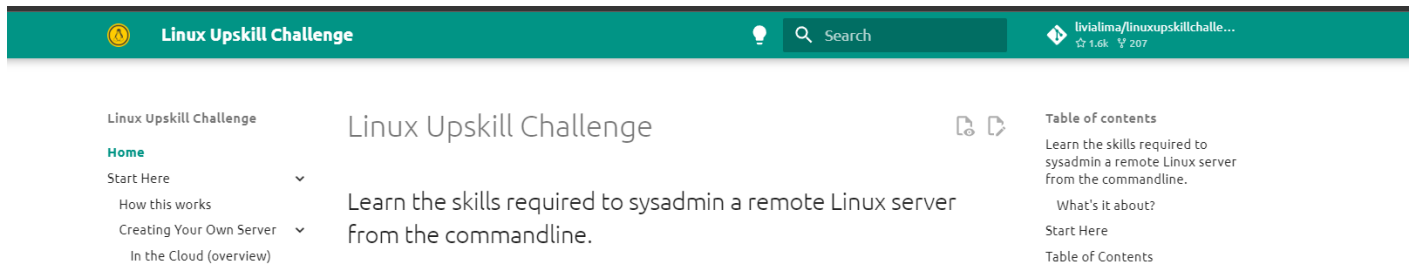 Linux Upskill Challenge
Search
livialima/linuxupskillchalle...
1.6k 207
Linux Upskill Challenge
Home
Start Here
How this works
Creating Your Own Server
In the Cloud (overview)
Linux Upskill Challenge
Learn the skills required to sysadmin a remote Linux server
from the commandline.
Table of contents
Learn the skills required to
sysadmin a remote Linux server
from the commandline.
What's it about?
Start Here
Table of Contents